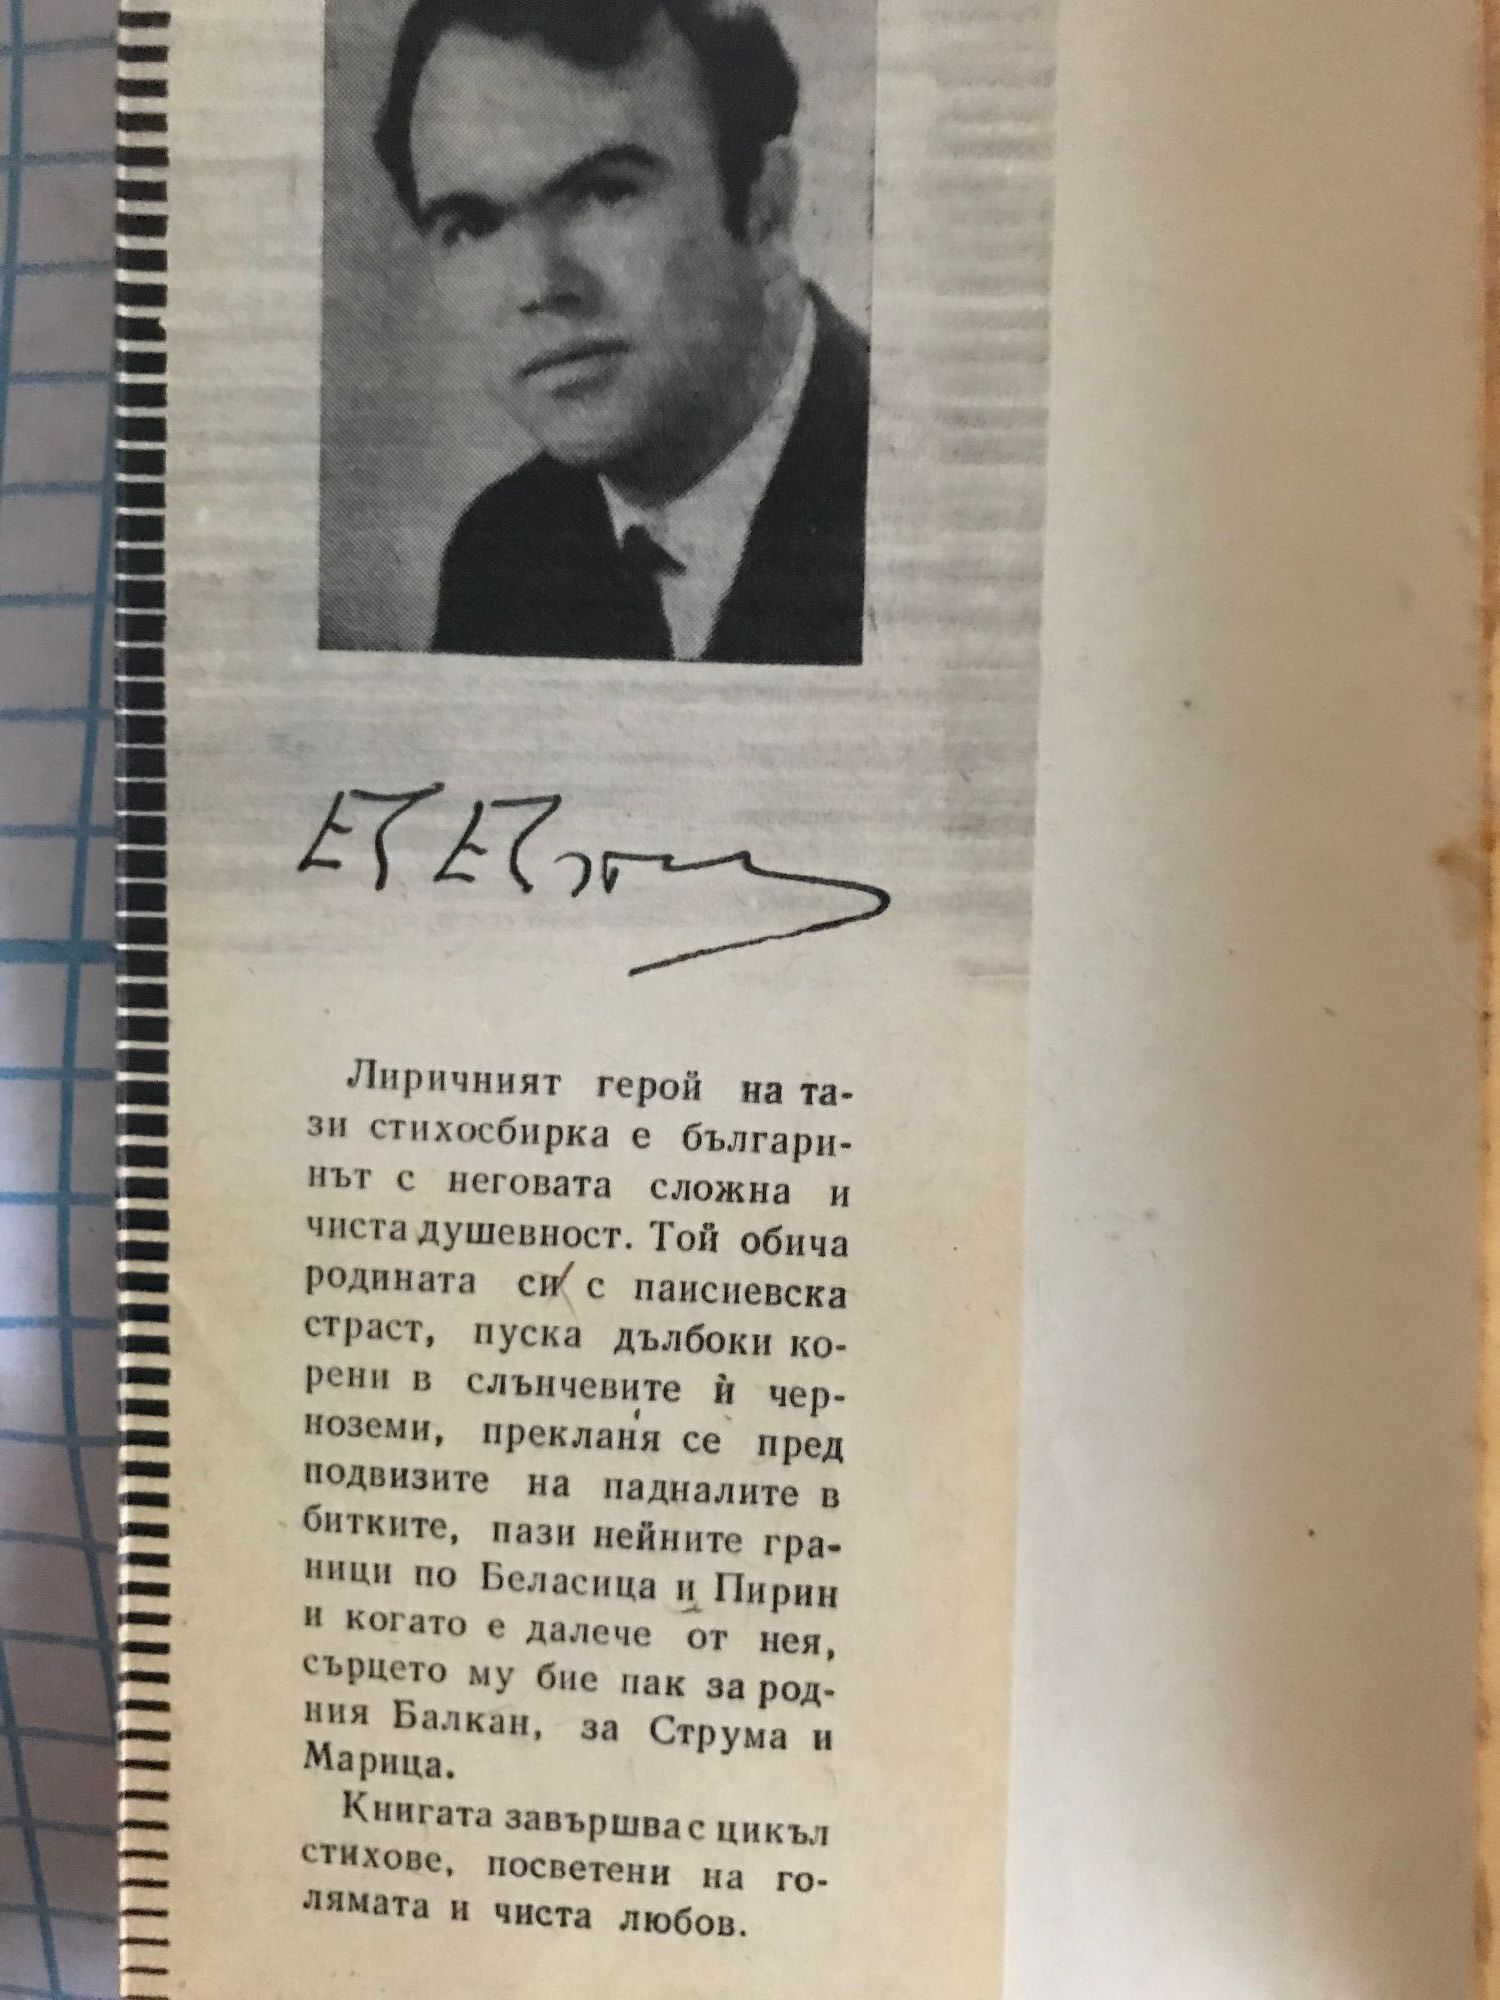 Лиричният герой на та-
зи стихосбирка е българи-
нът с неговата сложна и
чиста душевност. Той обича
родината си с паисиевска
страст, пуска дълбоки ко-
рени в слънчевите ѝ чер-
ноземи, прекланя се пред
подвизите на падналите в
битките, пази нейните гра-
ници по Беласица и Пирин
и когато е далече от нея,
сърцето му бие пак за род-
ния Балкан, за Струма и
Марица.
Книгата завършва с цикъл
стихове, посветени на го-
лямата и чиста любов.